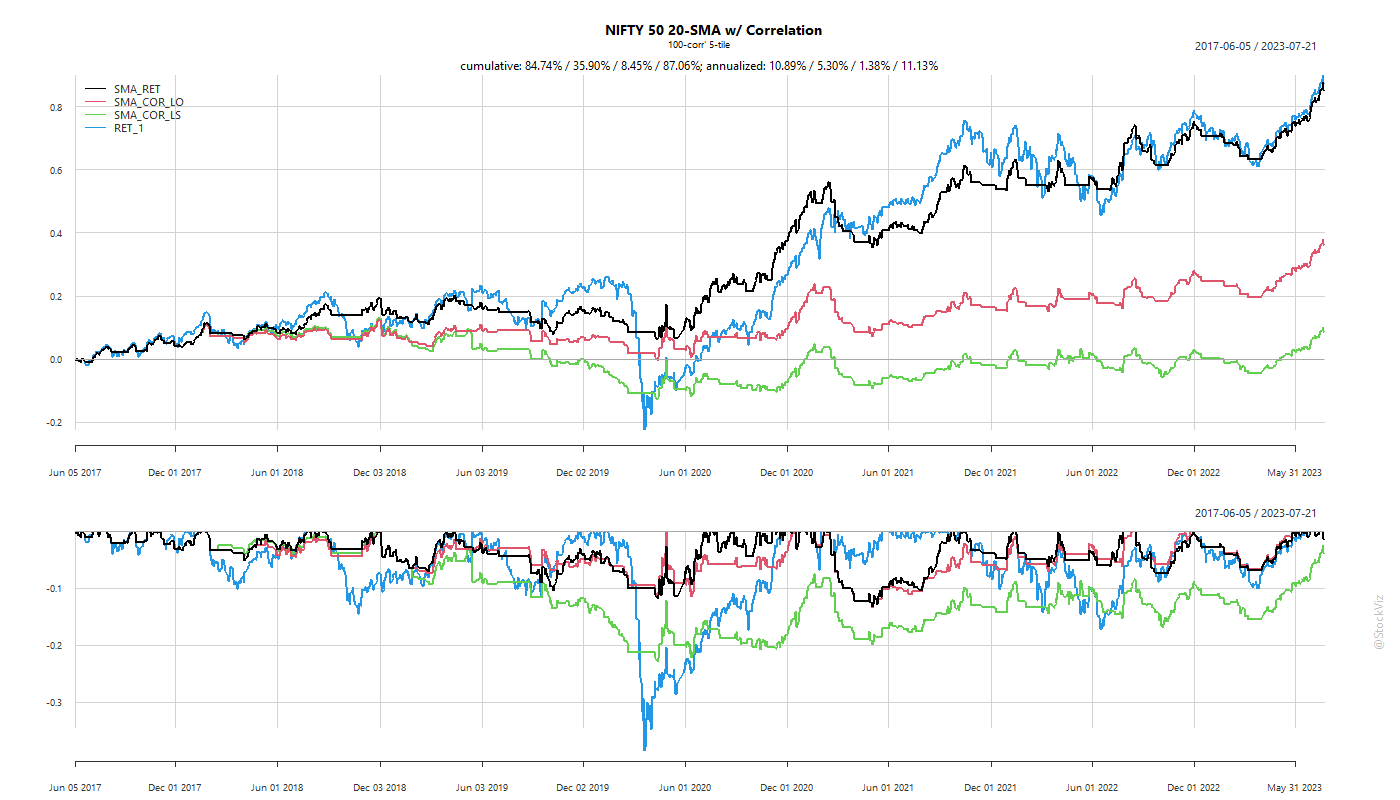 NIFTY 50 20-SMA w/ Correlation
100-corr' 5-tile
2017-06-05 / 2023-07-21
cumulative: 84.74% / 35.90% / 8.45% / 87.06%; annualized: 10.89% / 5.30% / 1.38% / 11.13%
SMA_RET
SMA_COR_LO
SMA_COR_LS
RET_1
0.8
0.6
0.4
0.2
0.0
-0.2
Jun 05 2017 Dec 01 2017 Jun 01 2018 Dec 03 2018 Jun 03 2019 Dec 02 2019 Jun 01 2020 Dec 01 2020 Jun 01 2021 Dec 01 2021 Jun 01 2022 Dec 01 2022 May 31 2023
2017-06-05 / 2023-07-21
-0.1
-0.2
-0.3
@StockViz
Jun 05 2017 Dec 01 2017 Jun 01 2018 Dec 03 2018 Jun 03 2019 Dec 02 2019 Jun 01 2020 Dec 01 2020 Jun 01 2021 Dec 01 2021 Jun 01 2022 Dec 01 2022 May 31 2023